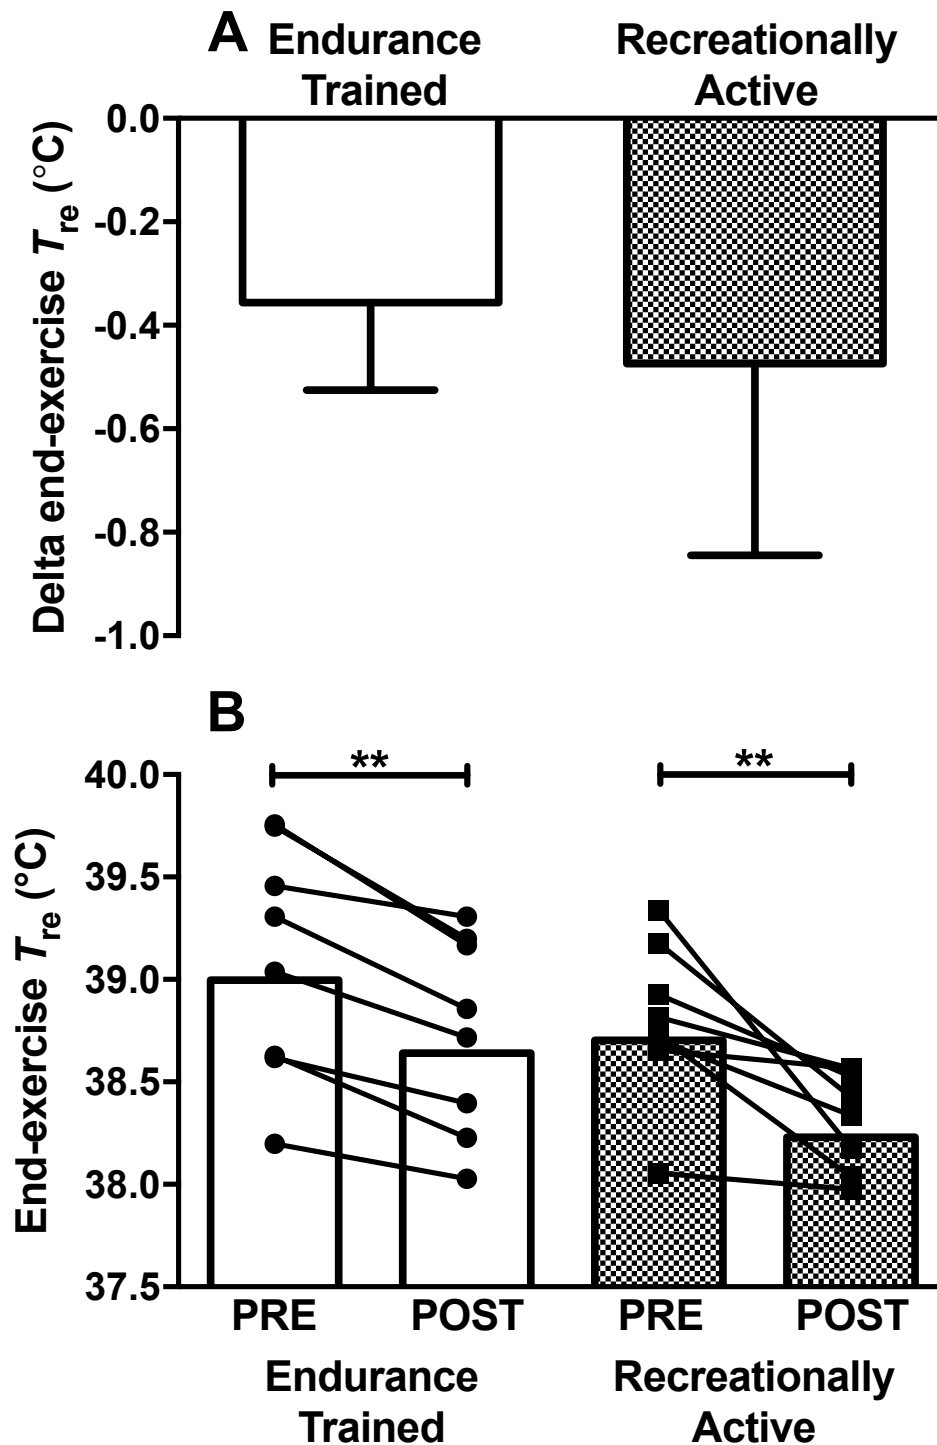 A
Endurance
Trained
Recreationally
Active
Delta end-exercise Tre (°C)
0.0
-0.2
-0.4
-0.6
-0.8
-1.0
B
**
**
End-exercise Tre (°C)
40.0
39.5
39.0
38.5
38.0
37.5
PRE POST PRE POST
Endurance
Trained
Recreationally
Active